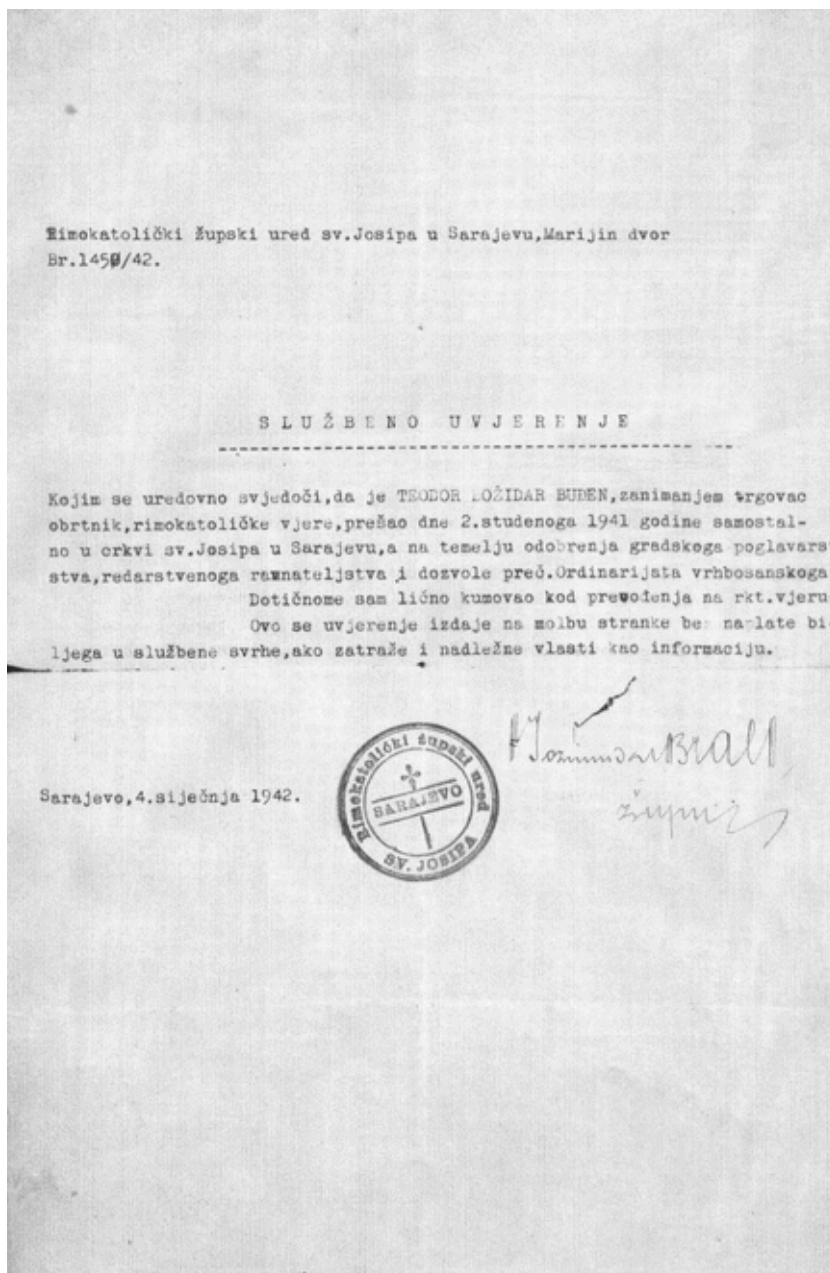 Rimokatolički župski ured sv.Josipa u Sarajevu,Marijin dvor
Br.1450/42.
SLUŽBENO UVJERENJE
Kojim se uredovno svjedoči,da je TEODOR BOŽIDAR BUDEN,zanimanjem trgovac
obrtnik,rimokatoličke vjere,prešao dne 2.studenoga 1941 godine samostal-
no u crkvi sv.Josipa u Sarajevu,a na temelju odobrenja gradskoga poglavars
stva,redarstvenoga ravnateljstva i dozvole preč.Ordinarijata vrhbosanskoga
Dotičnome sam lično kumovao kod prevođenja na rkt.vjeru
Ovo se uvjerenje izdaje na molbu stranke bez naplate bi
ljega u službene svrhe,ako zatraže i nadležne vlasti kao informaciju.
Sarajevo,4.siječnja 1942.
Rimokatolički župski ured
SARAJEVO
SV. JOSIPA
župnik